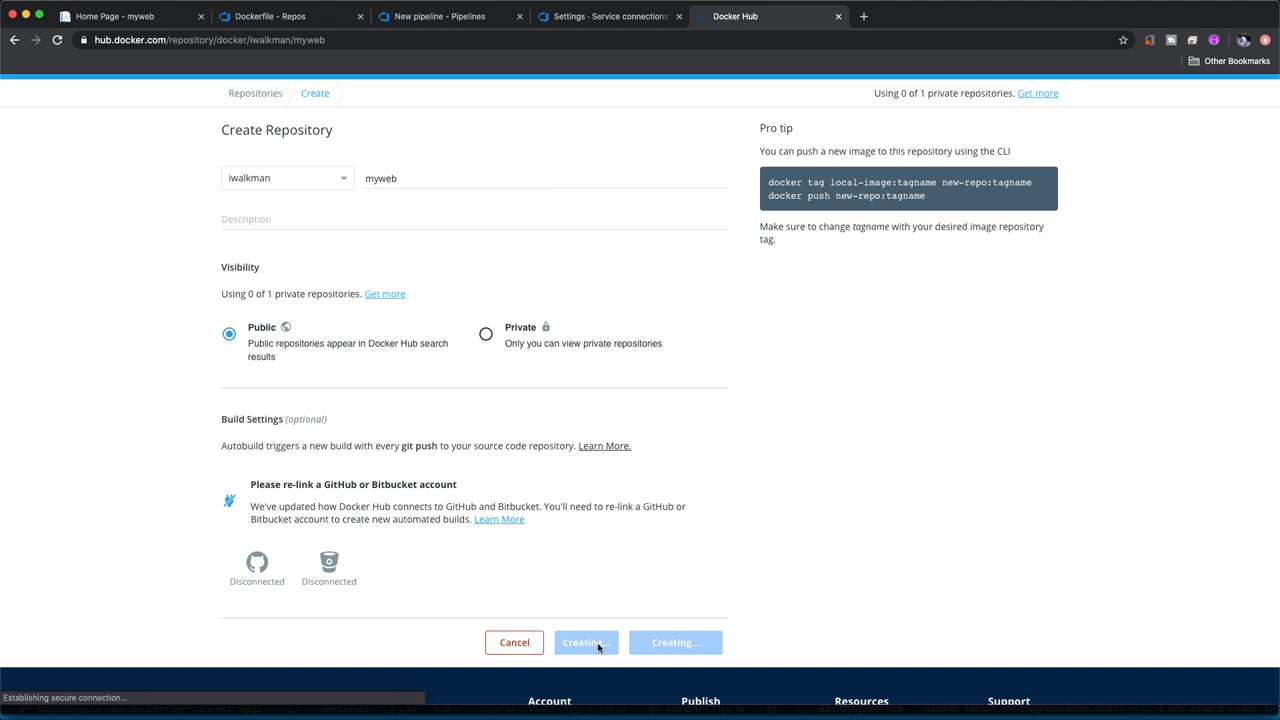 Home Page - myweb
Dockerfile - Repos
New pipeline - Pipelines
Settings · Service connections
Docker Hub
hub.docker.com/repository/docker/iwalkman/myweb
Other Bookmarks
Repositories
Create
Using 0 of 1 private repositories. Get more
Create Repository
Pro tip
You can push a new image to this repository using the CLI
iwalkman
myweb
docker tag local-image:tagname new-repo:tagname
docker push new-repo:tagname
Description
Make sure to change tagname with your desired image repository
tag.
Visibility
Using 0 of 1 private repositories. Get more
Public
Public repositories appear in Docker Hub search
results
Private
Only you can view private repositories
Build Settings (optional)
Autobuild triggers a new build with every git push to your source code repository. Learn More.
Please re-link a GitHub or Bitbucket account
We've updated how Docker Hub connects to GitHub and Bitbucket. You'll need to re-link a GitHub or
Bitbucket account to create new automated builds. Learn More
Disconnected
Disconnected
Cancel
Creating...
Creating...
Establishing secure connection...
Account
Publish
Resources
Support